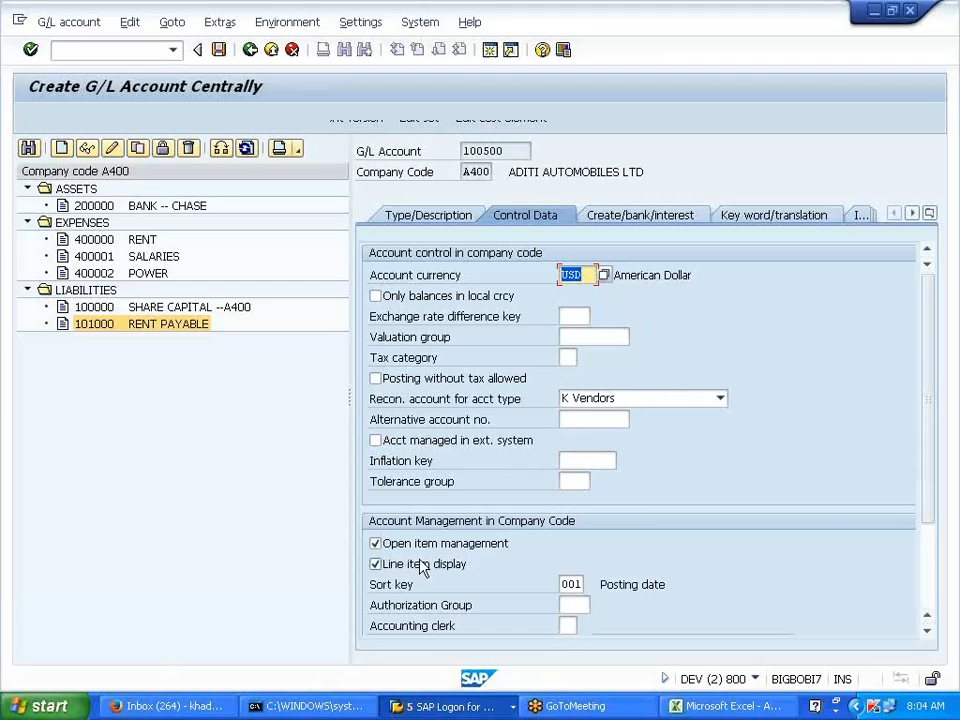 G/L account Edit Goto Extras Environment Settings System Help
Create G/L Account Centrally
Company code A400
ASSETS
200000 BANK -- CHASE
EXPENSES
400000 RENT
400001 SALARIES
400002 POWER
LIABILITIES
100000 SHARE CAPITAL --A400
101000 RENT PAYABLE
G/L Account 100500
Company Code A400 ADITI AUTOMOBILES LTD
Type/Description Control Data Create/bank/interest Key word/translation I...
Account control in company code
Account currency USD American Dollar
Only balances in local crcy
Exchange rate difference key
Valuation group
Tax category
Posting without tax allowed
Recon. account for acct type K Vendors
Alternative account no.
Acct managed in ext. system
Inflation key
Tolerance group
Account Management in Company Code
Open item management
Line item display
Sort key 001 Posting date
Authorization Group
Accounting clerk
SAP DEV (2) 800 BIGBOBI7 INS
start Inbox (264) - khad... C:\WINDOWS\syst... 5 SAP Logon for ... GoToMeeting Microsoft Excel - A... 8:04 AM